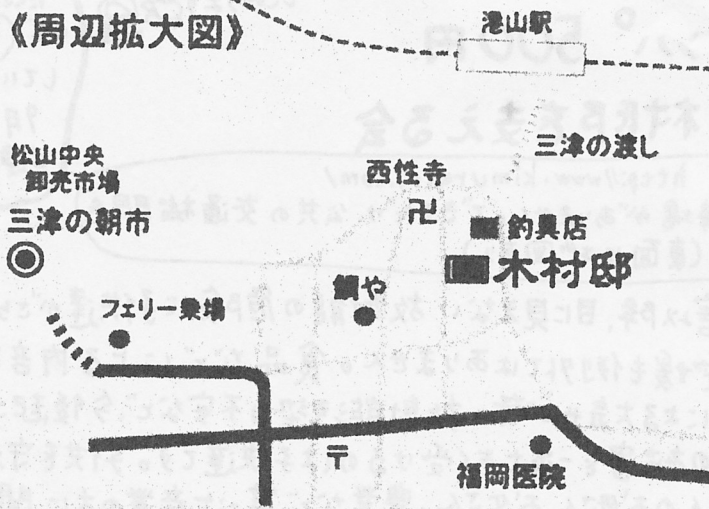 《周辺拡大図》
港山駅
三津の渡し
松山中央
卸売市場
三津の朝市
西性寺
卍
釣具店
木村邸
鯛や
フェリー乗場
〒
福岡医院